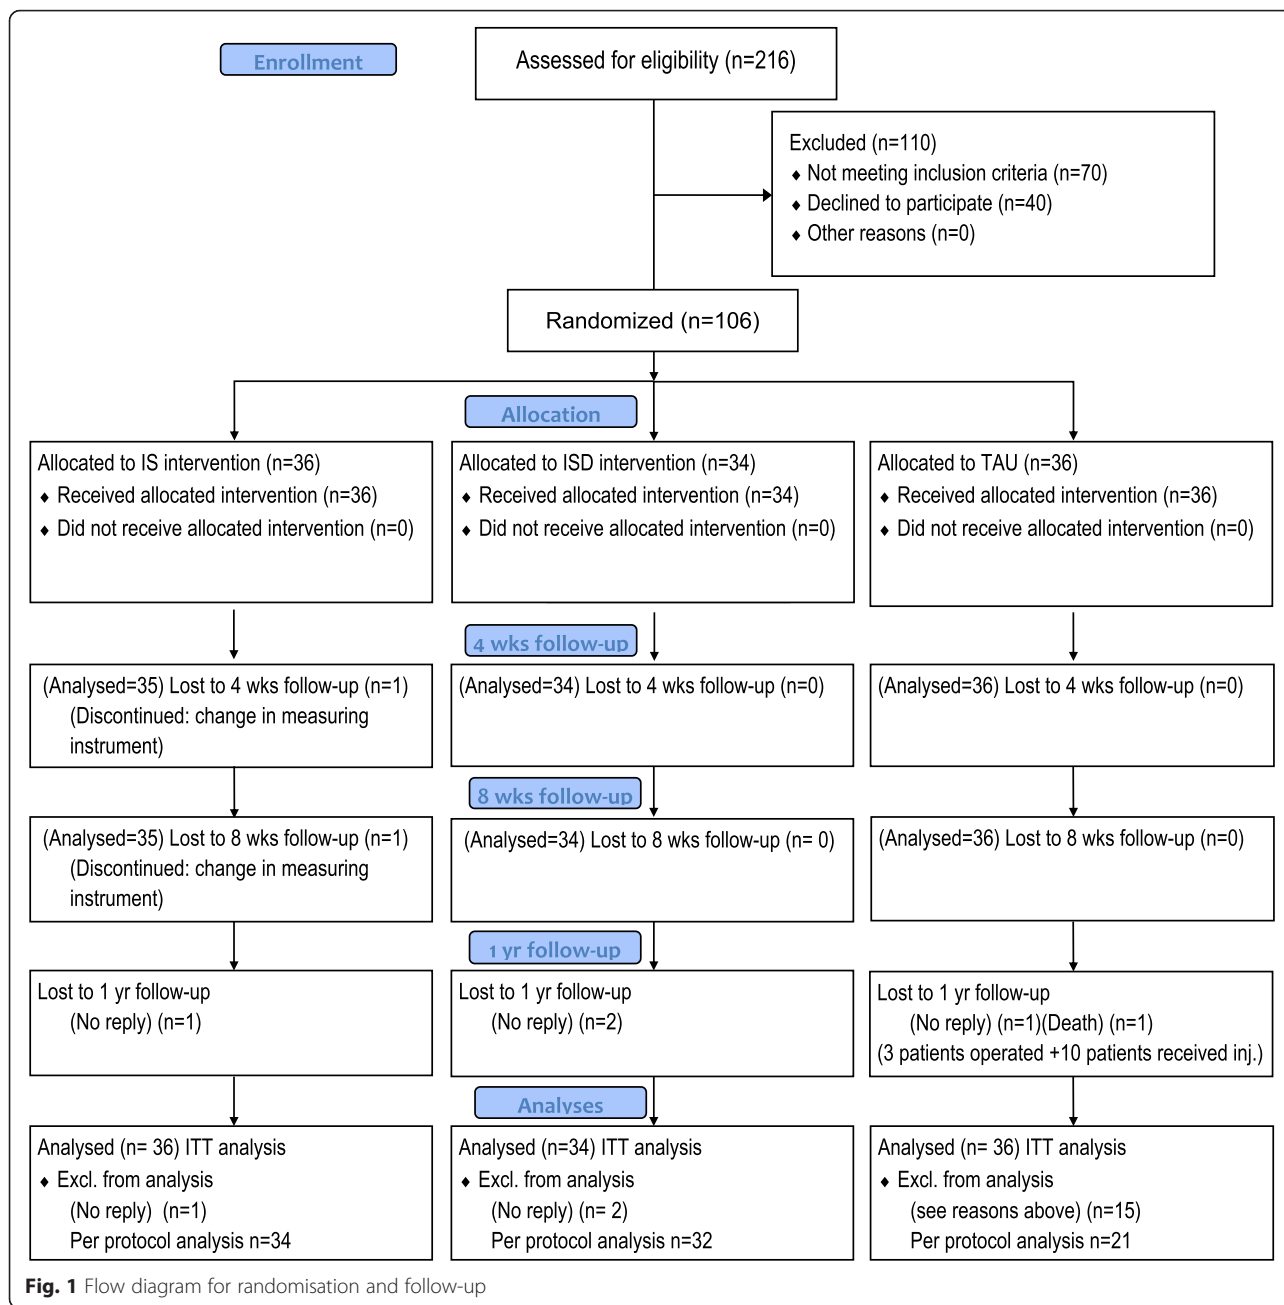 Enrollment
Assessed for eligibility (n=216)
Excluded (n=110)
♦ Not meeting inclusion criteria (n=70)
♦ Declined to participate (n=40)
♦ Other reasons (n=0)
Randomized (n=106)
Allocation
Allocated to IS intervention (n=36)
♦ Received allocated intervention (n=36)
♦ Did not receive allocated intervention (n=0)
Allocated to ISD intervention (n=34)
♦ Received allocated intervention (n=34)
♦ Did not receive allocated intervention (n=0)
Allocated to TAU (n=36)
♦ Received allocated intervention (n=36)
♦ Did not receive allocated intervention (n=0)
4 wks follow-up
(Analysed=35) Lost to 4 wks follow-up (n=1)
(Discontinued: change in measuring
instrument)
(Analysed=34) Lost to 4 wks follow-up (n=0)
(Analysed=36) Lost to 4 wks follow-up (n=0)
8 wks follow-up
(Analysed=35) Lost to 8 wks follow-up (n=1)
(Discontinued: change in measuring
instrument)
(Analysed=34) Lost to 8 wks follow-up (n= 0)
(Analysed=36) Lost to 8 wks follow-up (n=0)
1 yr follow-up
Lost to 1 yr follow-up
(No reply) (n=1)
Lost to 1 yr follow-up
(No reply) (n=2)
Lost to 1 yr follow-up
(No reply) (n=1)(Death) (n=1)
(3 patients operated +10 patients received inj.)
Analyses
Analysed (n= 36) ITT analysis
♦ Excl. from analysis
(No reply) (n=1)
Per protocol analysis n=34
Analysed (n=34) ITT analysis
♦ Excl. from analysis
(No reply) (n= 2)
Per protocol analysis n=32
Analysed (n= 36) ITT analysis
♦ Excl. from analysis
(see reasons above) (n=15)
Per protocol analysis n=21
Fig. 1 Flow diagram for randomisation and follow-up